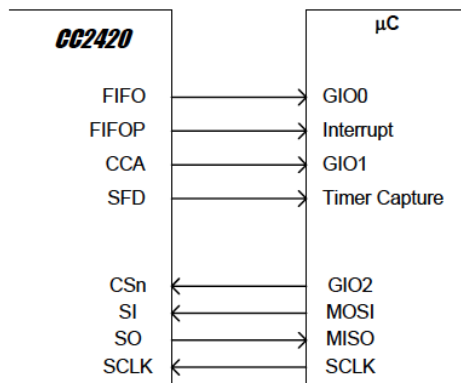 CC2420 μC
FIFO GIO0
FIFOP Interrupt
CCA GIO1
SFD Timer Capture
CSn GIO2
SI MOSI
SO MISO
SCLK SCLK